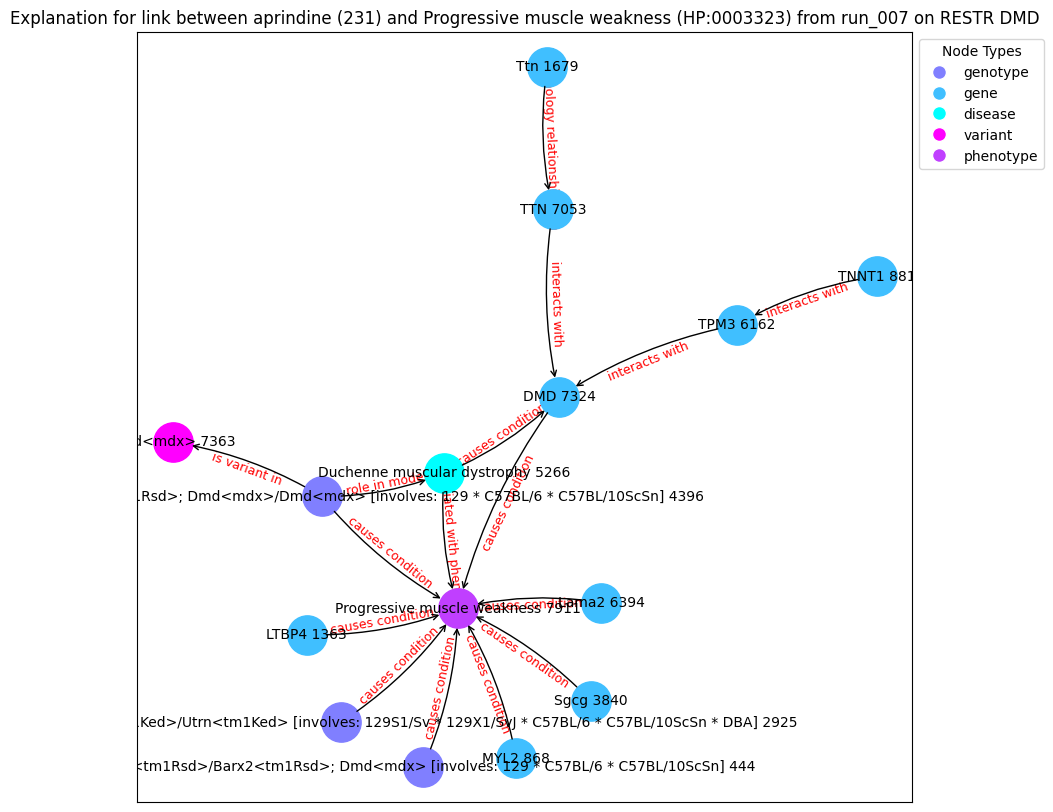 Explanation for link between aprindine (231) and Progressive muscle weakness (HP:0003323) from run_007 on RESTR DMD
Node Types
genotype
gene
disease
variant
phenotype
Ttn 1679
ology relationsh
TTN 7053
interacts with
TNNT1 881
interacts with
TPM3 6162
interacts with
DMD 7324
causes condition
d<mdx> 7363
is variant in
Duchenne muscular dystrophy 5266
role in mode
1Rsd>; Dmd<mdx>/Dmd<mdx> [involves: 129 * C57BL/6 * C57BL/10ScSn] 4396
causes condition
ated with phen
causes condition
Progressive muscle weakness 7911
causes condition
Lama2 6394
causes condition
LTBP4 1363
causes condition
causes condition
Sgcg 3840
causes condition
1Ked>/Utrn<tm1Ked> [involves: 129S1/Sv * 129X1/SvJ * C57BL/6 * C57BL/10ScSn * DBA] 2925
causes condition
causes condition
MYL2 868
<tm1Rsd>/Barx2<tm1Rsd>; Dmd<mdx> [involves: 129 * C57BL/6 * C57BL/10ScSn] 444